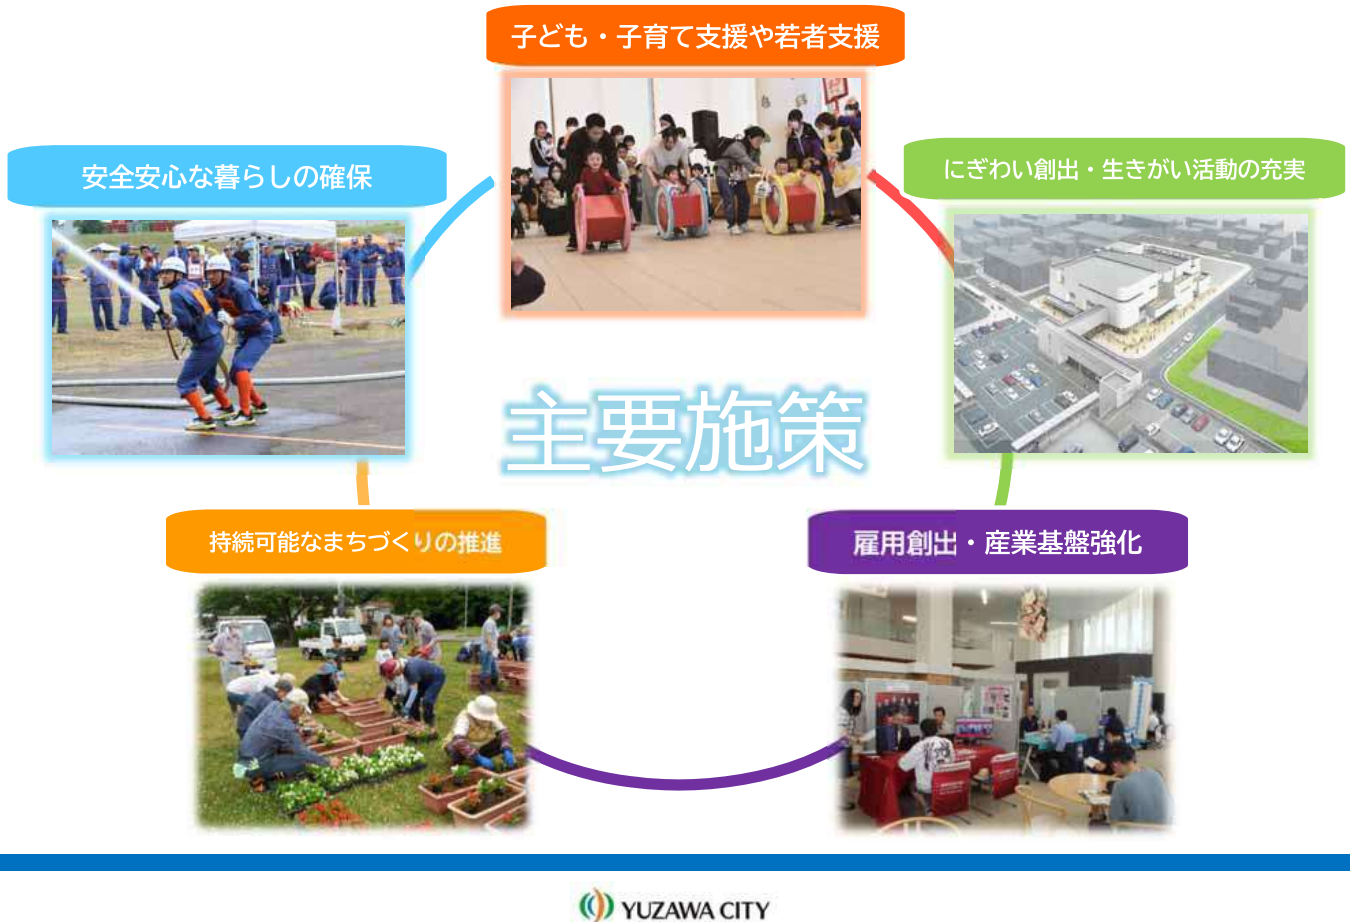 子ども・子育て支援や若者支援
安全安心な暮らしの確保
にぎわい創出・生きがい活動の充実
主要施策
持続可能なまちづくりの推進
雇用創出・産業基盤強化
YUZAWA CITY